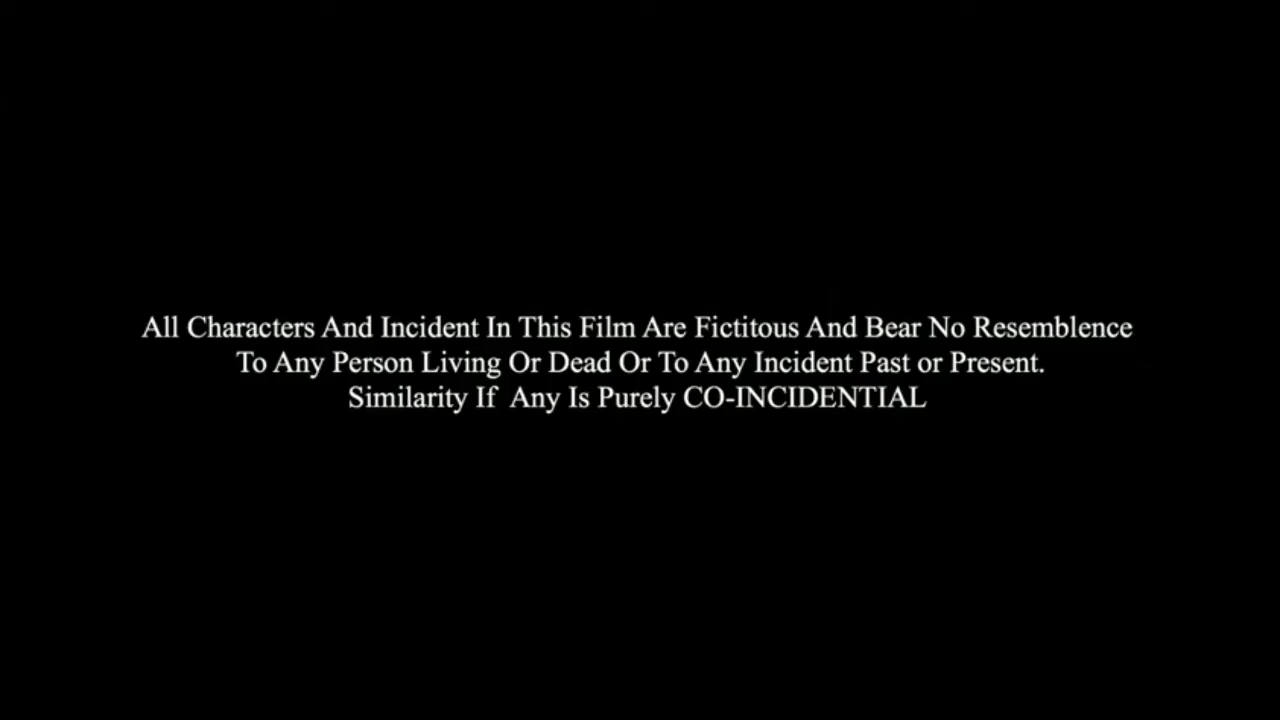 All Characters And Incident In This Film Are Fictitous And Bear No Resemblence
To Any Person Living Or Dead Or To Any Incident Past or Present.
Similarity If Any Is Purely CO-INCIDENTIAL